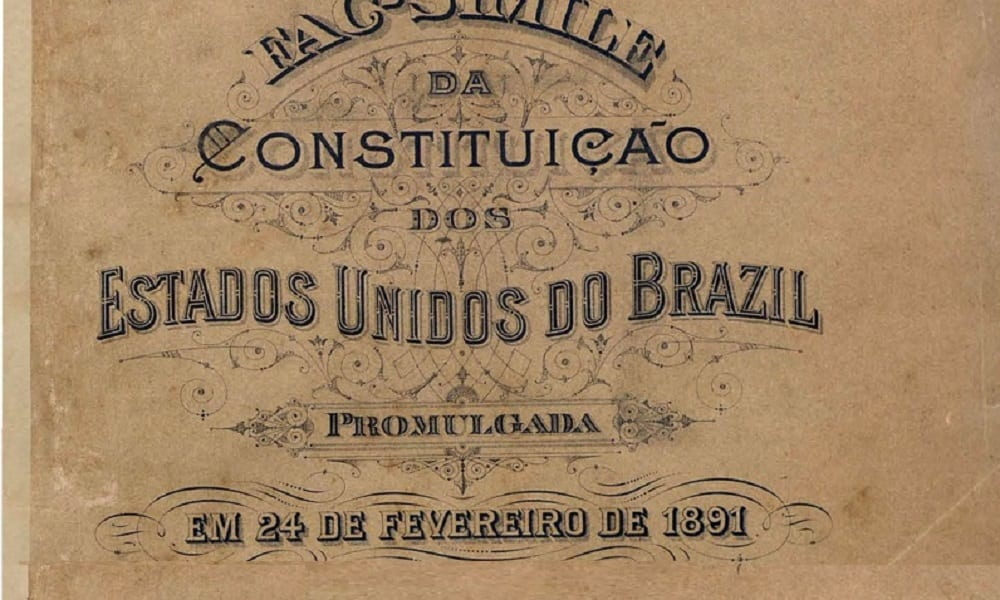 FAC-SIMILE
DA
CONSTITUIÇÃO
DOS
ESTADOS UNIDOS DO BRAZIL
PROMULGADA
EM 24 DE FEVEREIRO DE 1891